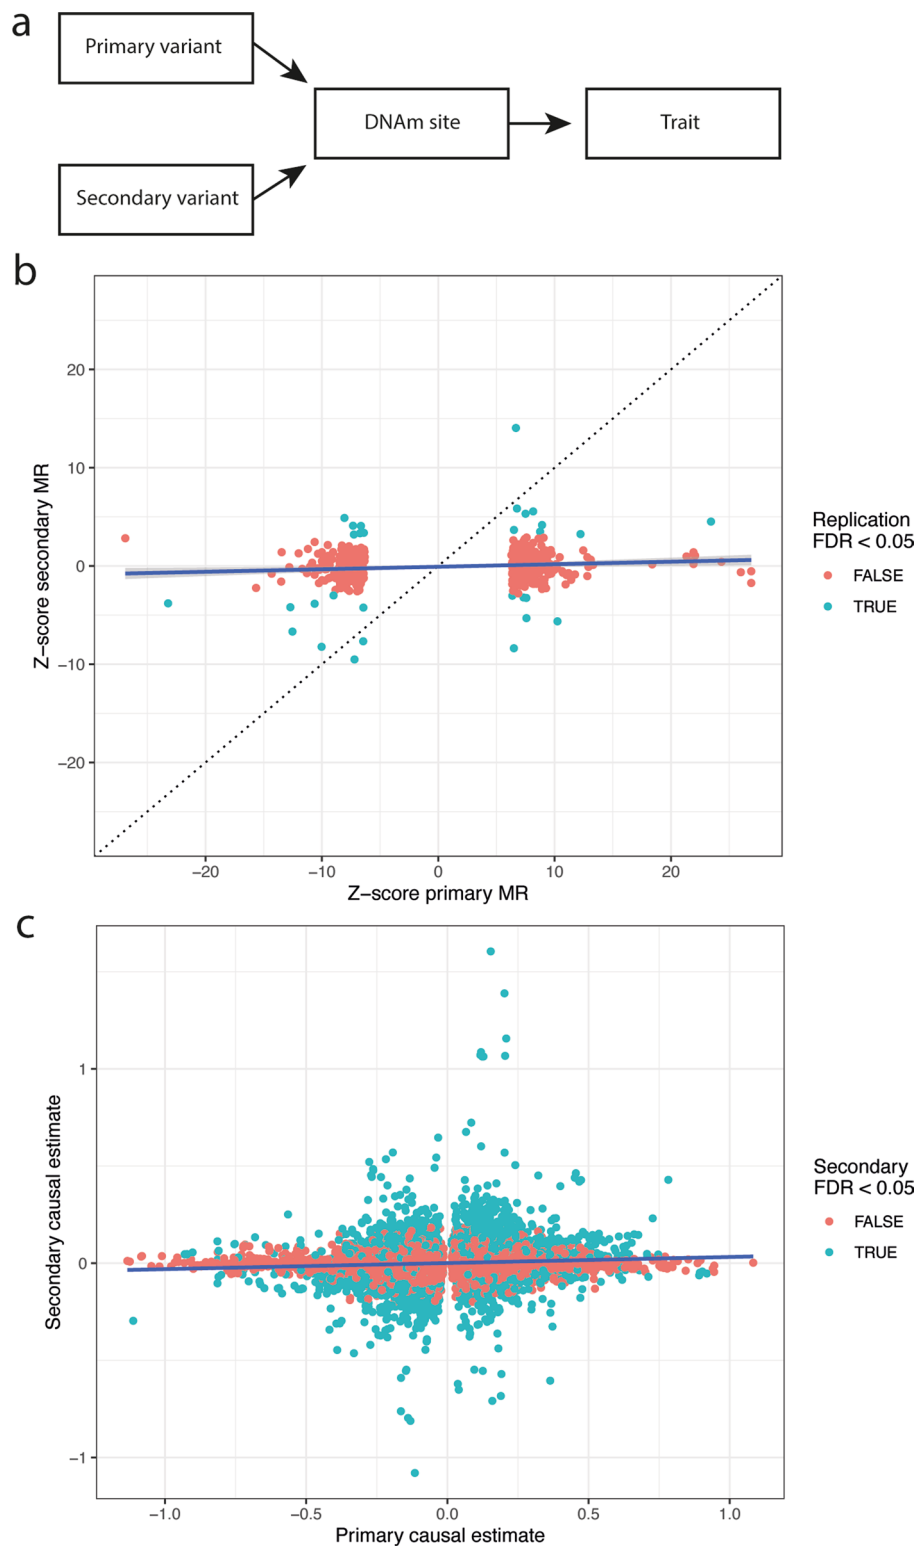 a
Primary variant
DNAm site
Trait
Secondary variant
b
20
10
0
−10
−20
Z−score secondary MR
−20
−10
0
10
20
Z−score primary MR
Replication
FDR < 0.05
FALSE
TRUE
c
1
0
−1
Secondary causal estimate
−1.0
−0.5
0.0
0.5
1.0
Primary causal estimate
Secondary
FDR < 0.05
FALSE
TRUE